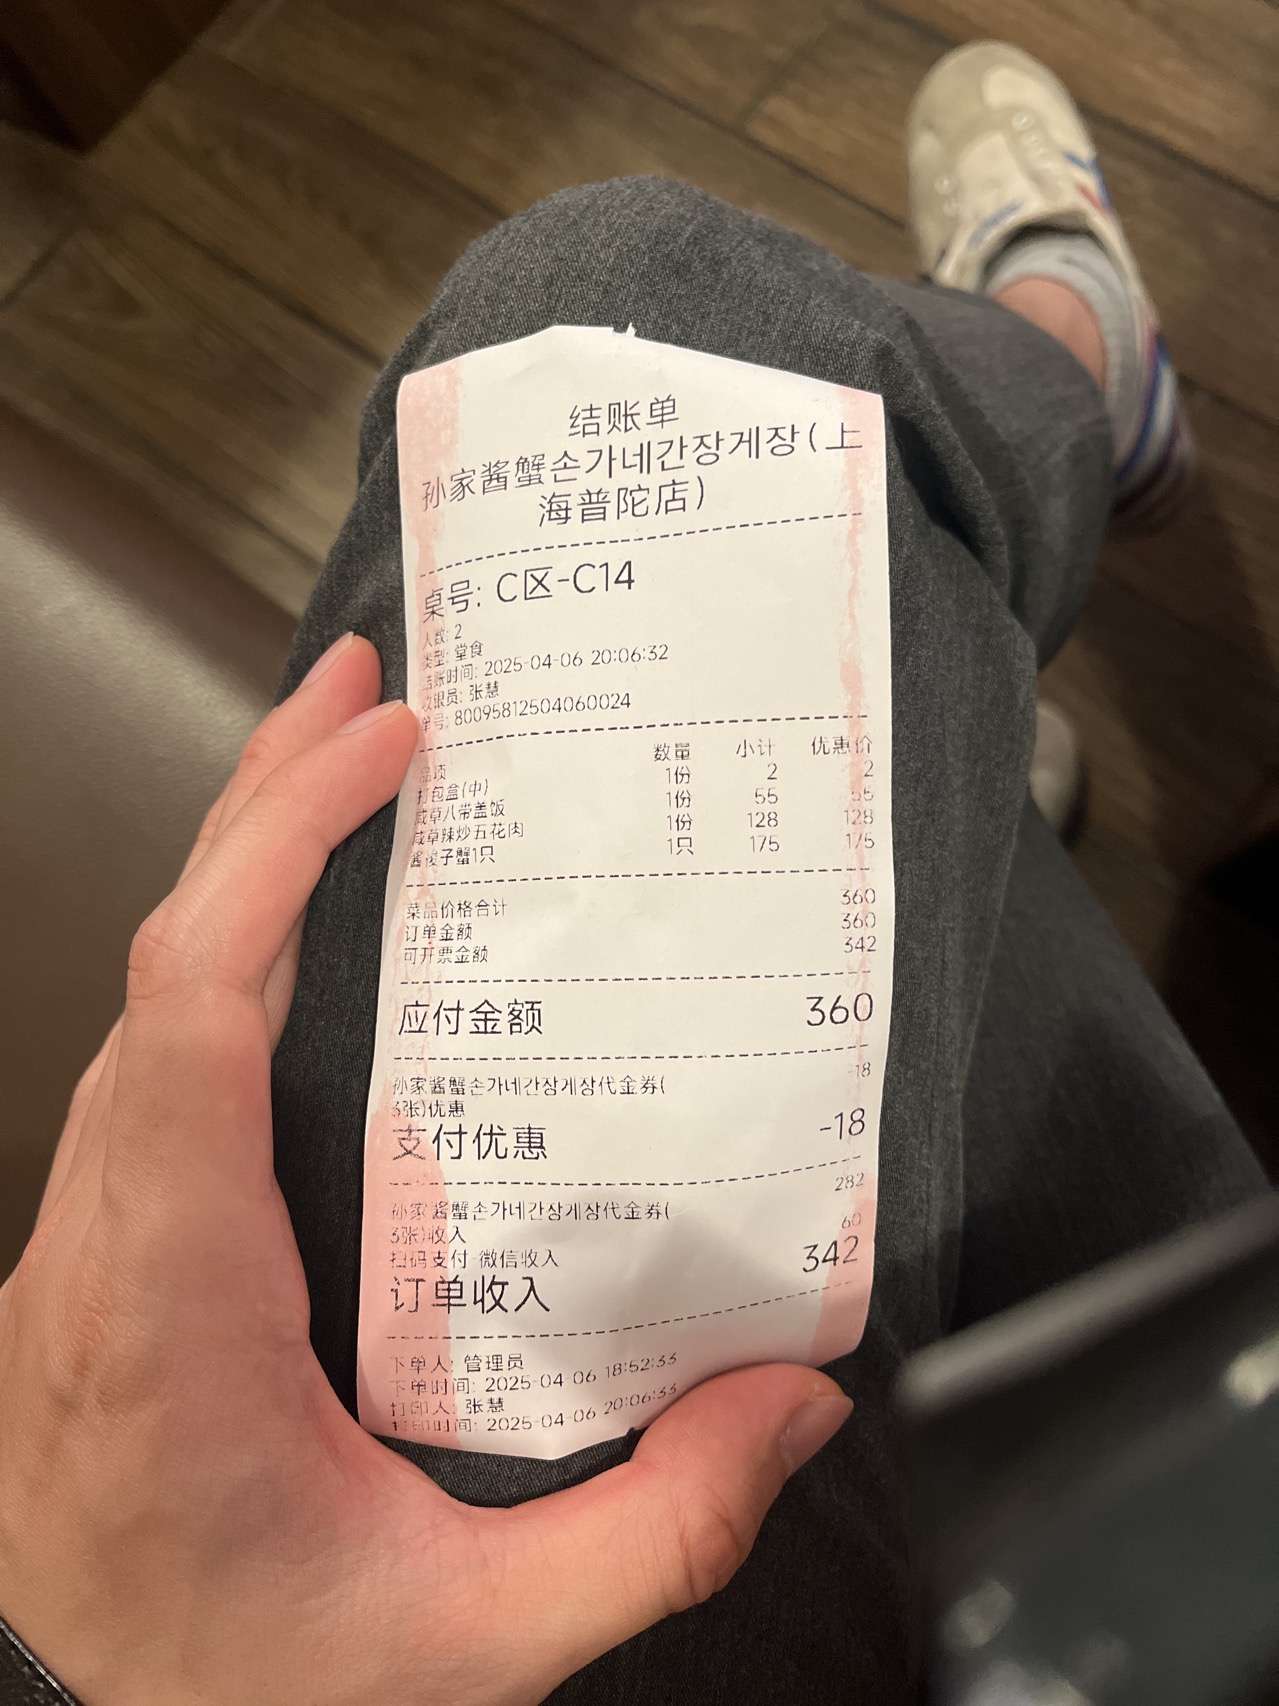 结账单
孙家酱蟹손가네간장게장(上
海普陀店)
桌号: C区-C14
人数: 2
类型: 堂食
结账时间: 2025-04-06 20:06:32
收银员: 张慧
单号: 80095812504060024
品项 数量 小计 优惠价
打包盒(中) 1份 2 2
咸草八带盖饭 1份 55 55
咸草辣炒五花肉 1份 128 128
酱梭子蟹1只 1只 175 175
菜品价格合计 360
订单金额 360
可开票金额 342
应付金额 360
孙家酱蟹손가네간장게장代金券( -18
3张)优惠
支付优惠 -18
孙家酱蟹손가네간장게장代金券( 282
3张)收入
扫码支付-微信收入 60
订单收入 342
下单人: 管理员
下单时间: 2025-04-06 18:52:33
打印人: 张慧
打印时间: 2025-04-06 20:06:33